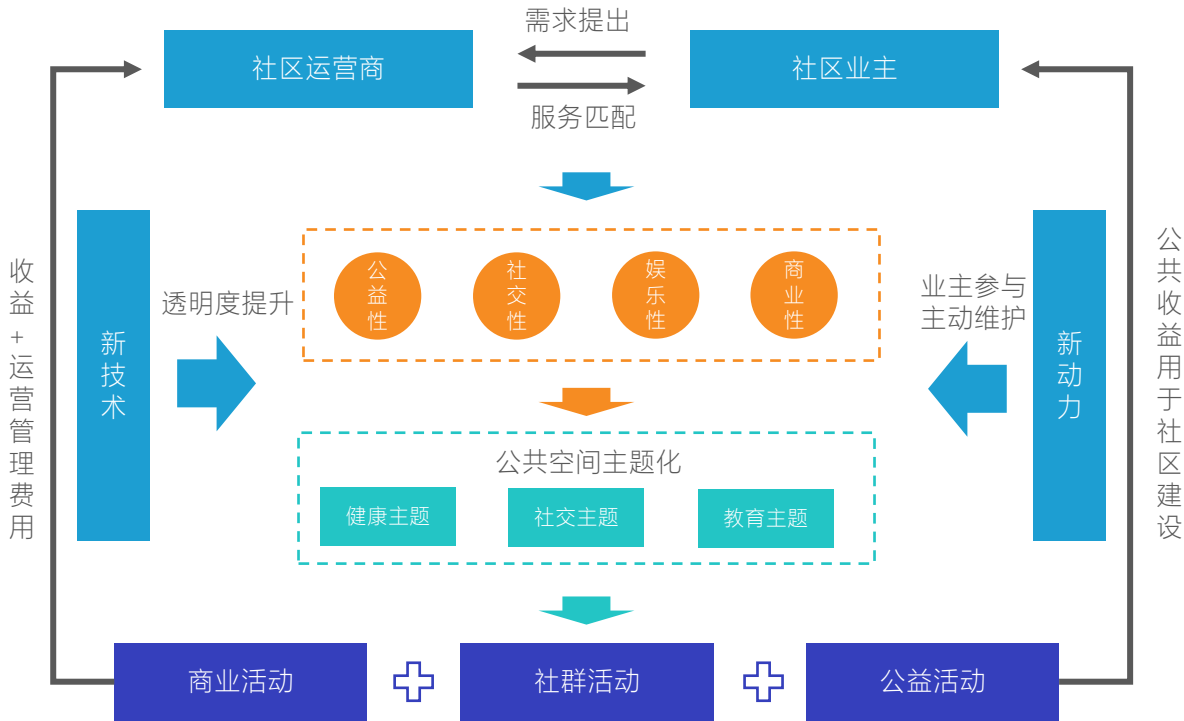 需求提出
社区运营商
社区业主
服务匹配
收益+运营管理费用
新技术
透明度提升
公益性
社交性
娱乐性
商业性
业主参与
主动维护
新动力
公共收益用于社区建设
公共空间主题化
健康主题
社交主题
教育主题
商业活动
社群活动
公益活动